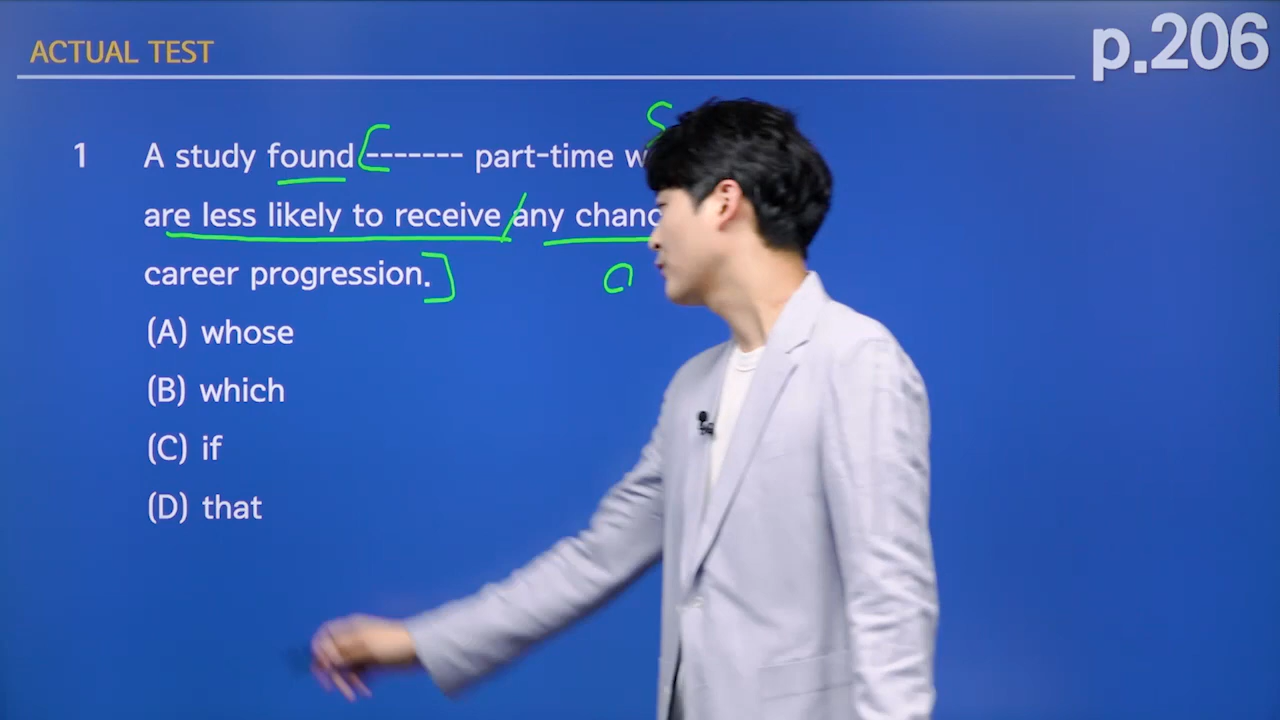 ACTUAL TEST
p.206
1 A study found ------- part-time
are less likely to receive any
career progression.
(A) whose
(B) which
(C) if
(D) that
S
O